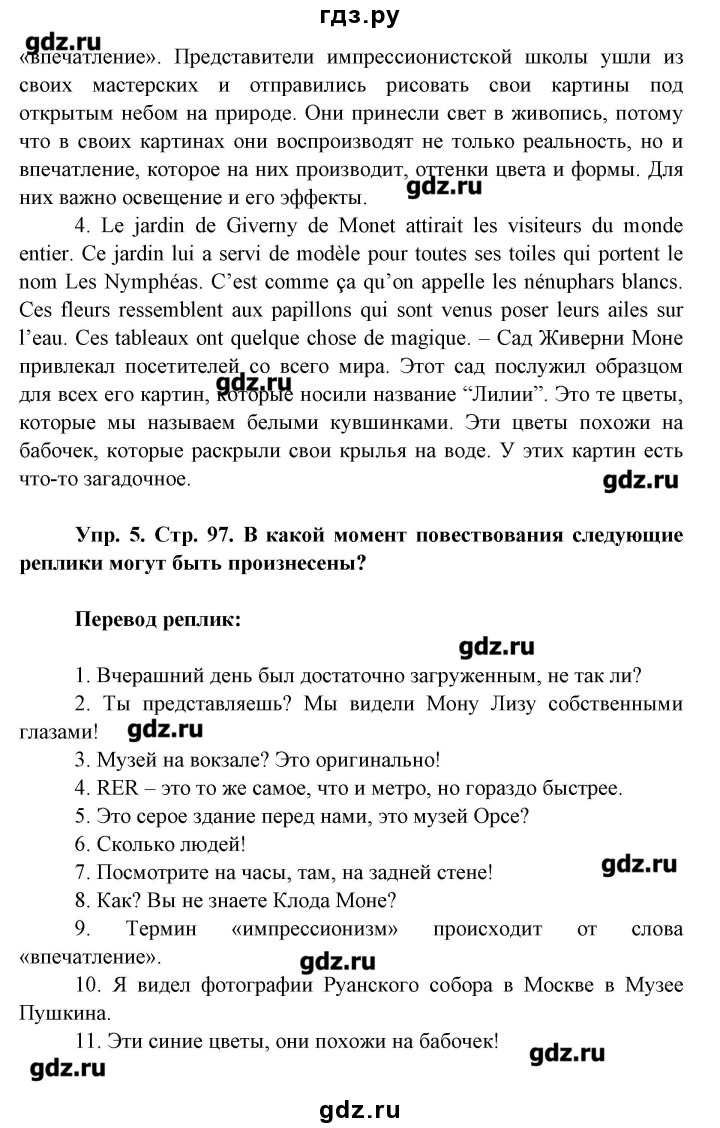 гдз.ру
gdz.ru
«впечатление». Представители импрессионистской школы ушли из
своих мастерских и отправились рисовать свои картины под
открытым небом на природе. Они принесли свет в живопись, потому
что в своих картинах они воспроизводят не только реальность, но и
впечатление, которое на них производит, оттенки цвета и формы. Для
них важно освещение и его эффекты.
gdz.ru
4. Le jardin de Giverny de Monet attirait les visiteurs du monde
entier. Ce jardin lui a servi de modèle pour toutes ses toiles qui portent le
nom Les Nymphéas. C’est comme ça qu’on appelle les nénuphars blancs.
Ces fleurs ressemblent aux papillons qui sont venus poser leurs ailes sur
l’eau. Ces tableaux ont quelque chose de magique. – Сад Живерни Моне
привлекал посетителей со всего мира. Этот сад послужил образцом
gdz.ru
для всех его картин, которые носили название “Лилии”. Это те цветы,
которые мы называем белыми кувшинками. Эти цветы похожи на
бабочек, которые раскрыли свои крылья на воде. У этих картин есть
что-то загадочное.
gdz.ru
Упр. 5. Стр. 97. В какой момент повествования следующие
реплики могут быть произнесены?
Перевод реплик:
gdz.ru
1. Вчерашний день был достаточно загруженным, не так ли?
2. Ты представляешь? Мы видели Мону Лизу собственными
глазами!
gdz.ru
3. Музей на вокзале? Это оригинально!
4. RER – это то же самое, что и метро, но гораздо быстрее.
5. Это серое здание перед нами, это музей Орсе?
6. Сколько людей!
7. Посмотрите на часы, там, на задней стене!
gdz.ru
8. Как? Вы не знаете Клода Моне?
9. Термин «импрессионизм» происходит от слова
«впечатление».
gdz.ru
10. Я видел фотографии Руанского собора в Москве в Музее
Пушкина.
11. Эти синие цветы, они похожи на бабочек!
gdz.ru
gdz.ru
gdz.ru